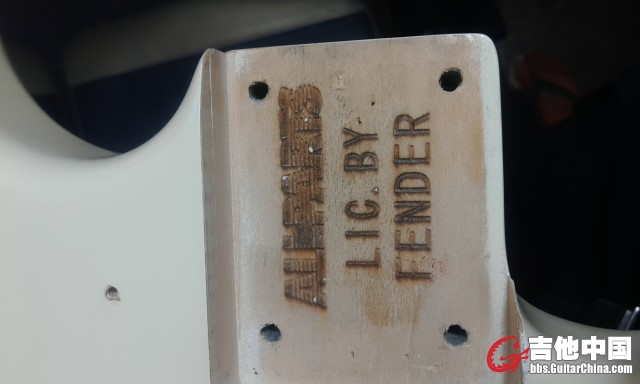 ALLPARTS
LIC. BY
FENDER
吉他中国
bbs.GuitarChina.com